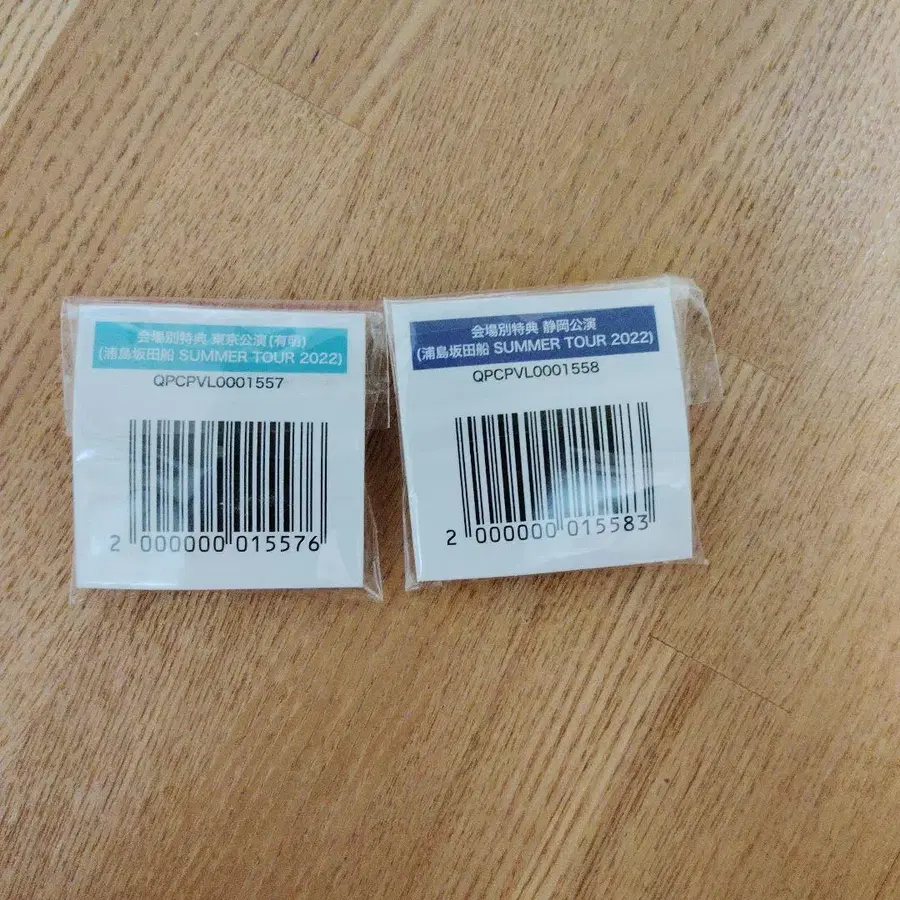 会場別特典 東京公演(有明)
(浦島坂田船 SUMMER TOUR 2022)
QPCPVL0001557
2 000000 015576
会場別特典 静岡公演
(浦島坂田船 SUMMER TOUR 2022)
QPCPVL0001558
2 000000 015583